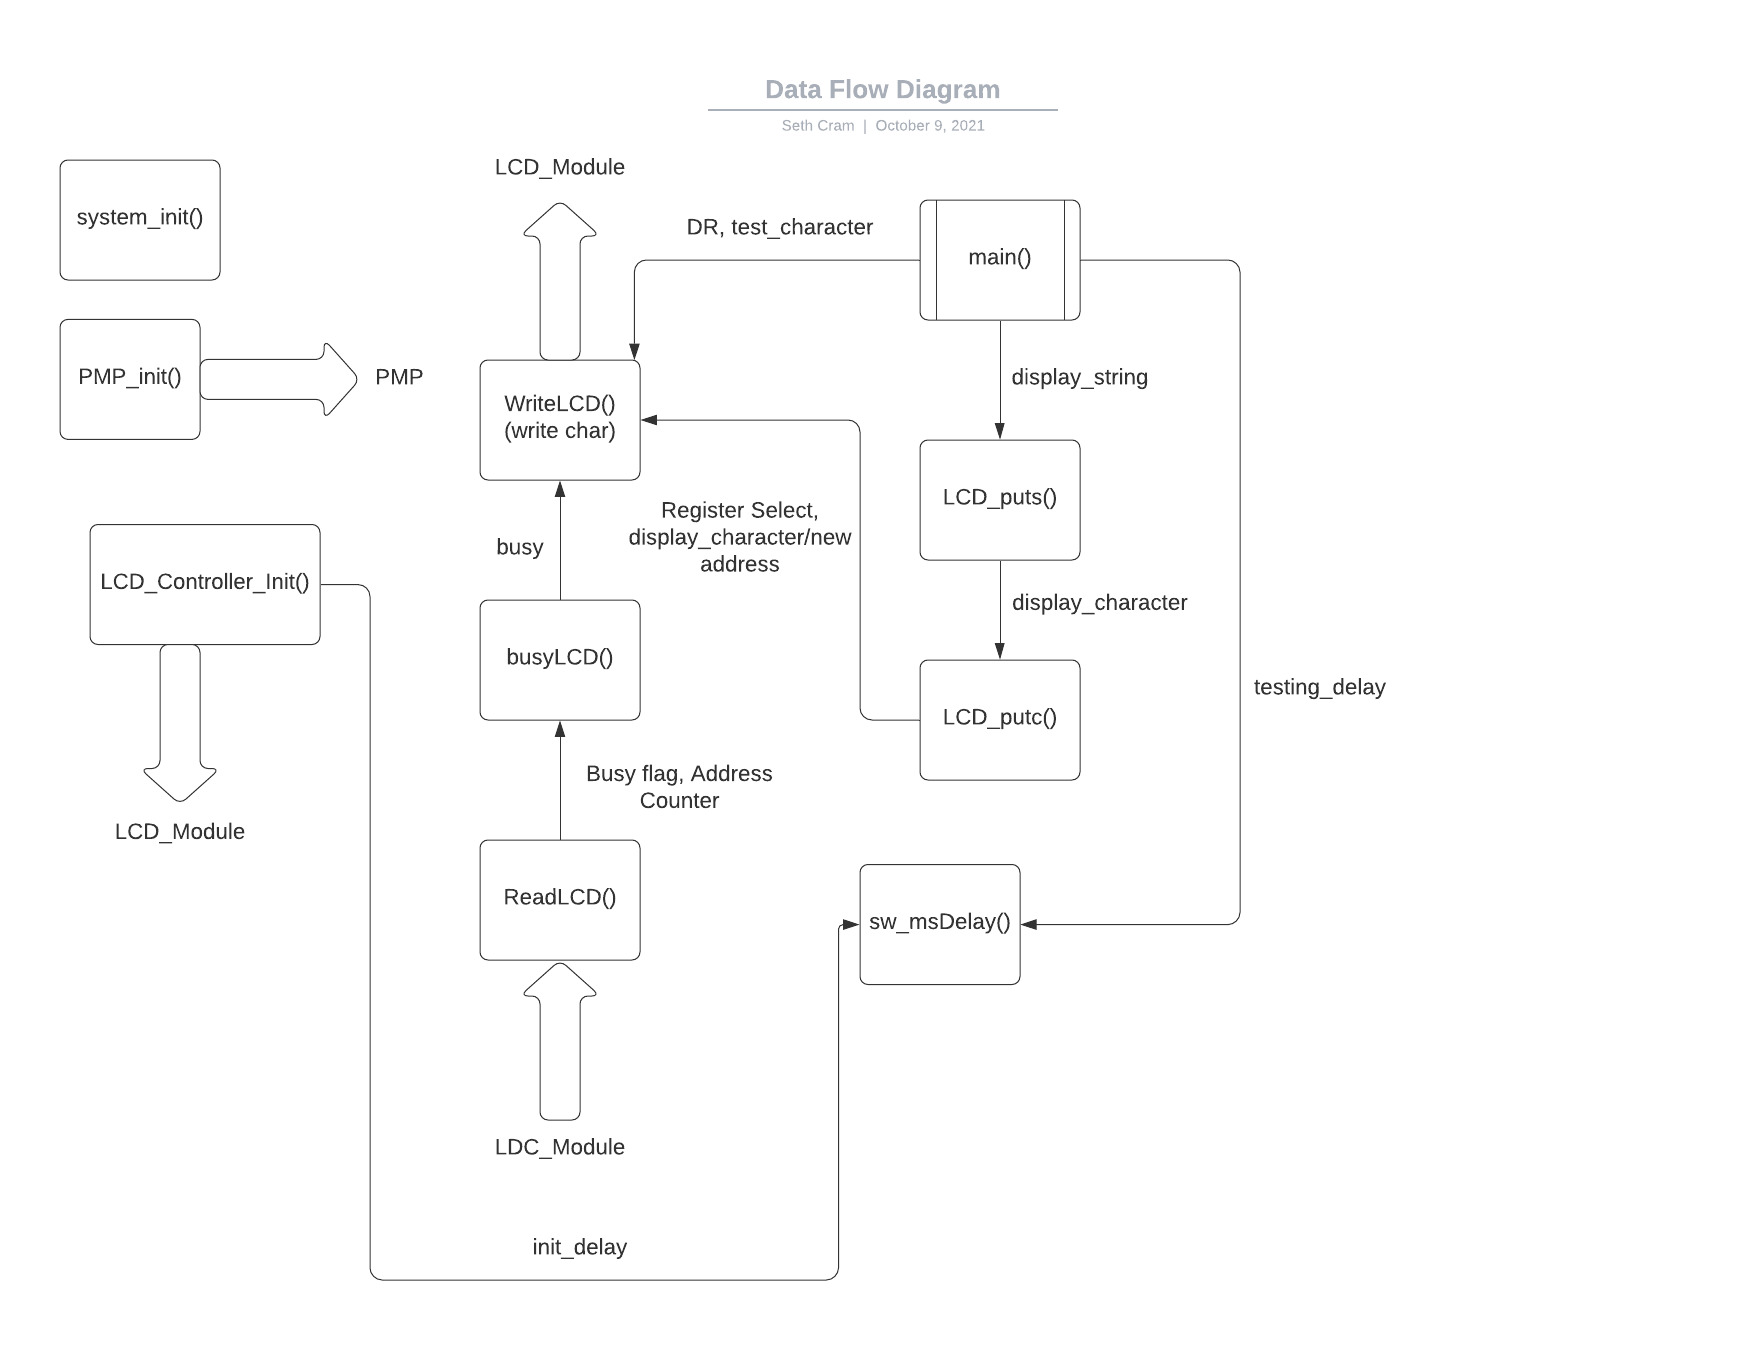 Data Flow Diagram
Seth Cram | October 9, 2021
LCD_Module
system_init()
DR, test_character
main()
PMP_init()
PMP
display_string
WriteLCD()
(write char)
LCD_puts()
Register Select,
display_character/new
address
busy
LCD_Controller_Init()
display_character
busyLCD()
testing_delay
LCD_putc()
Busy flag, Address
Counter
LCD_Module
ReadLCD()
sw_msDelay()
LDC_Module
init_delay